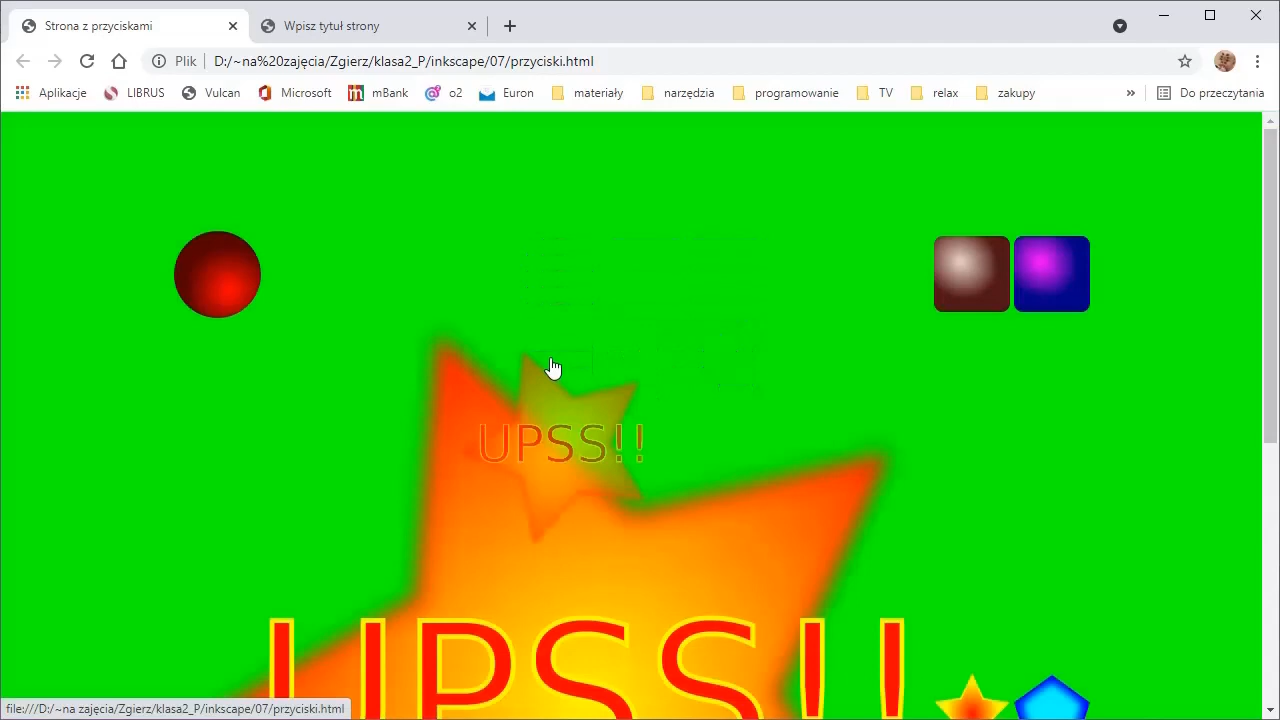 Strona z przyciskami
Wpisz tytuł strony
Plik
D:/~na%20zajęcia/Zgierz/klasa2_P/inkscape/07/przyciski.html
Aplikacje
LIBRUS
Vulcan
Microsoft
mBank
o2
Euron
materiały
narzędzia
programowanie
TV
relax
zakupy
»
Do przeczytania
UPSS!!
UPSS!!
file:///D:/~na zajęcia/Zgierz/klasa2_P/inkscape/07/przyciski.html